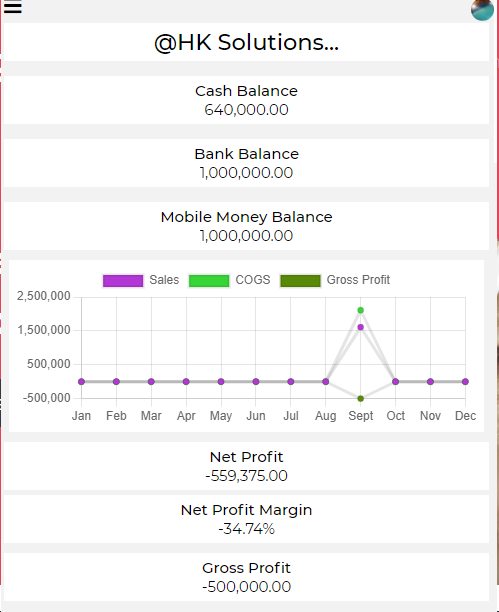 @HK Solutions...
Cash Balance
640,000.00
Bank Balance
1,000,000.00
Mobile Money Balance
1,000,000.00
Sales COGS Gross Profit
2,500,000
1,500,000
500,000
-500,000
Jan Feb Mar Apr May Jun Jul Aug Sept Oct Nov Dec
Net Profit
-559,375.00
Net Profit Margin
-34.74%
Gross Profit
-500,000.00